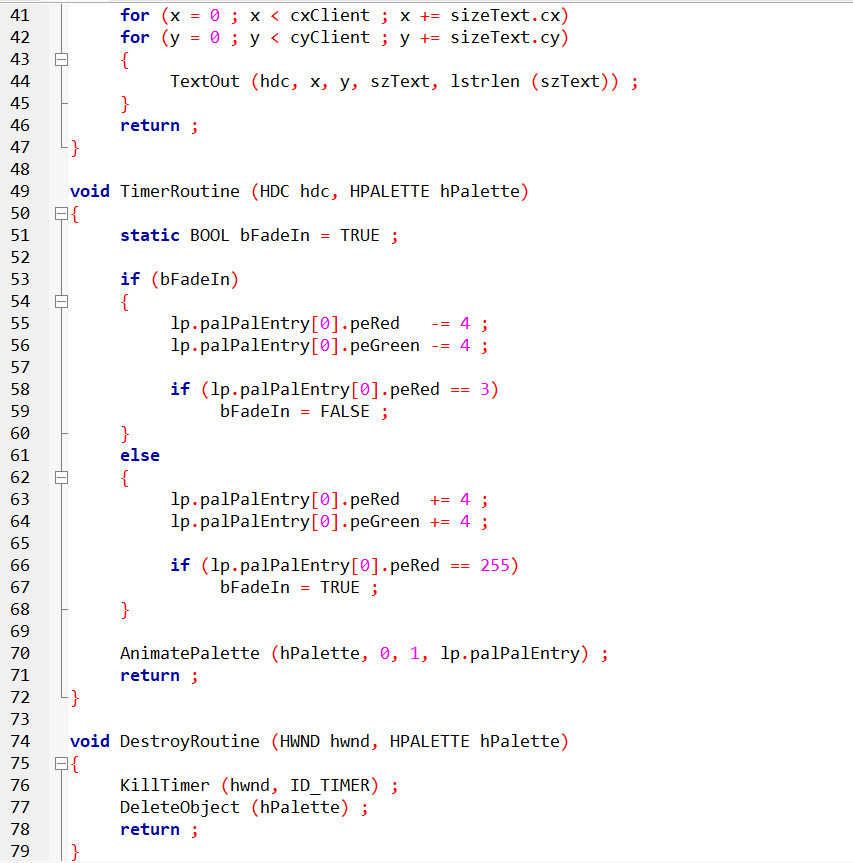 41 for (x = 0 ; x < cxClient ; x += sizeText.cx)
42 for (y = 0 ; y < cyClient ; y += sizeText.cy)
43 {
44 TextOut (hdc, x, y, szText, lstrlen (szText)) ;
45 }
46 return ;
47 }
48
49 void TimerRoutine (HDC hdc, HPALETTE hPalette)
50 {
51 static BOOL bFadeIn = TRUE ;
52
53 if (bFadeIn)
54 {
55 lp.palPalEntry[0].peRed   -= 4 ;
56 lp.palPalEntry[0].peGreen -= 4 ;
57
58 if (lp.palPalEntry[0].peRed == 3)
59 bFadeIn = FALSE ;
60 }
61 else
62 {
63 lp.palPalEntry[0].peRed   += 4 ;
64 lp.palPalEntry[0].peGreen += 4 ;
65
66 if (lp.palPalEntry[0].peRed == 255)
67 bFadeIn = TRUE ;
68 }
69
70 AnimatePalette (hPalette, 0, 1, lp.palPalEntry) ;
71 return ;
72 }
73
74 void DestroyRoutine (HWND hwnd, HPALETTE hPalette)
75 {
76 KillTimer (hwnd, ID_TIMER) ;
77 DeleteObject (hPalette) ;
78 return ;
79 }